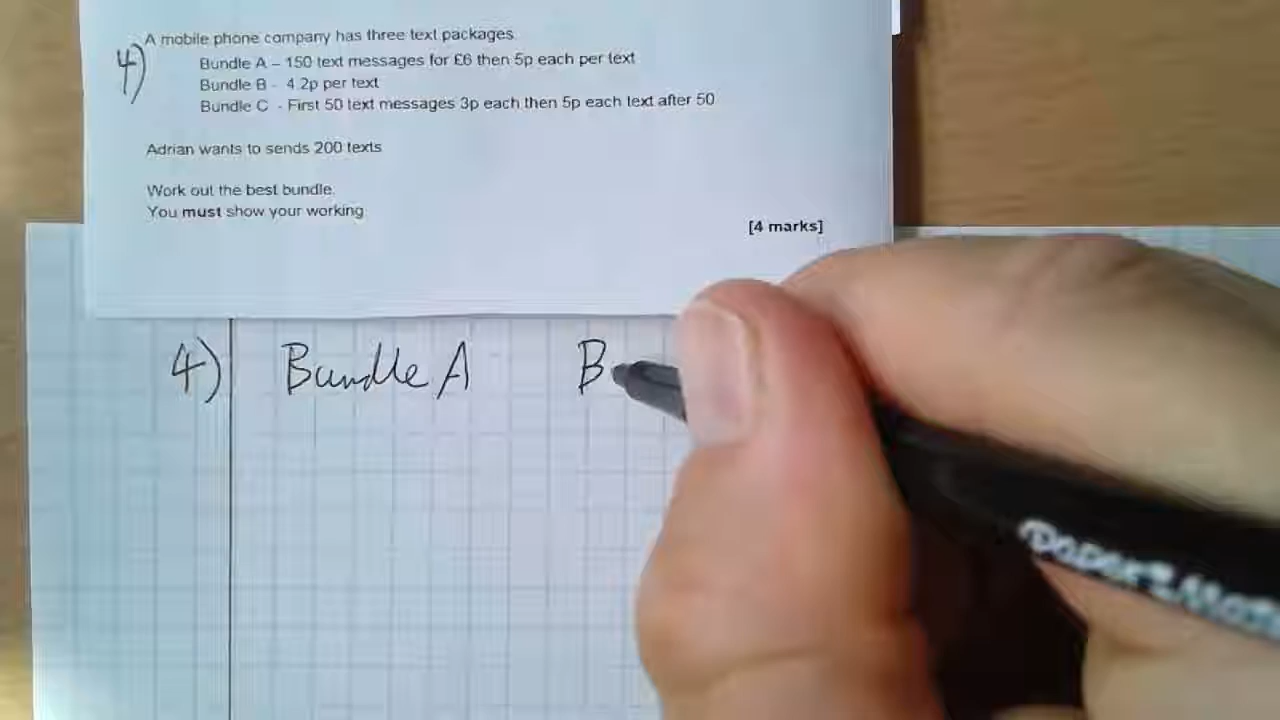 A mobile phone company has three text packages
4)
Bundle A – 150 text messages for £6 then 5p each per text
Bundle B - 4.2p per text
Bundle C - First 50 text messages 3p each then 5p each text after 50
Adrian wants to sends 200 texts
Work out the best bundle.
You must show your working
[4 marks]
4) Bundle A B
PaperMate